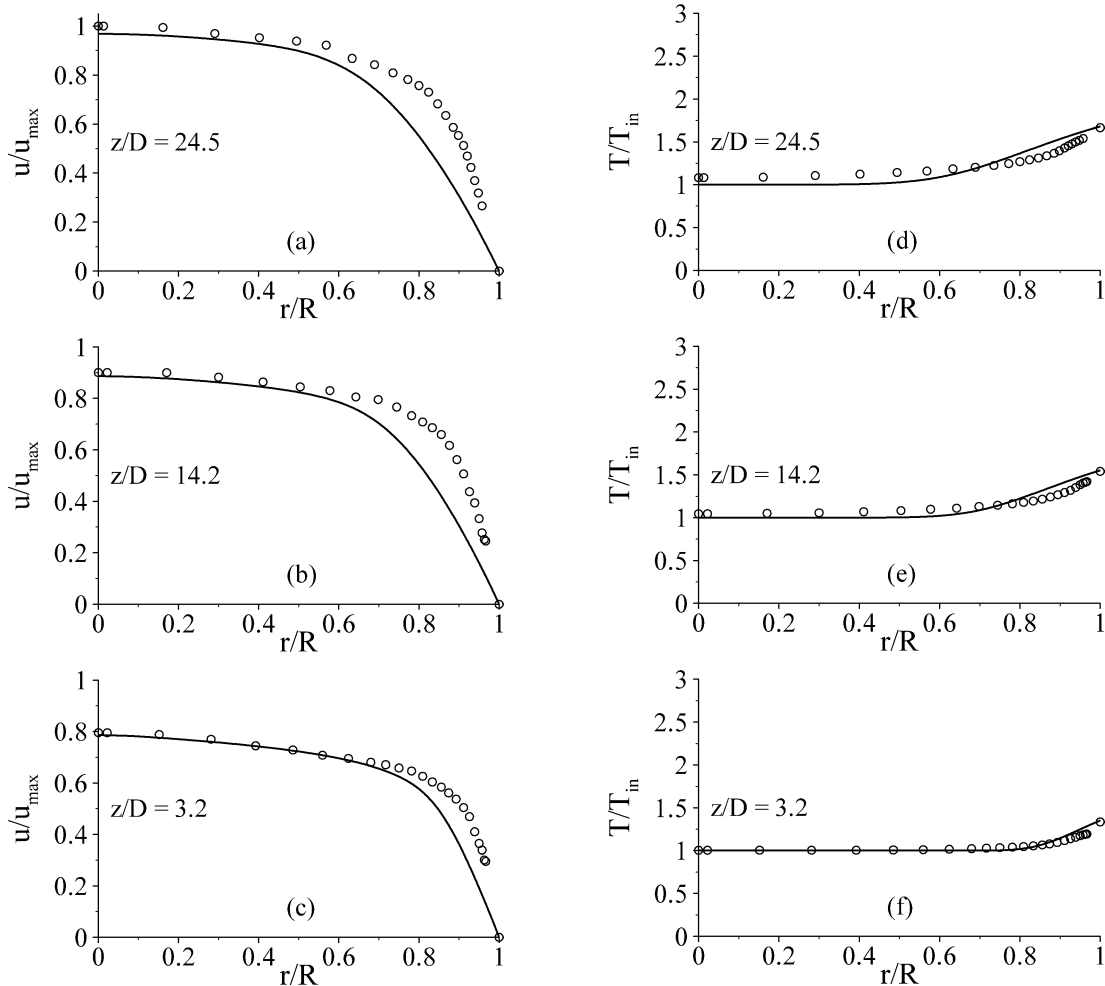 1
0.8
0.6
0.4
0.2
0
u/u_max
z/D = 24.5
(a)
0 0.2 0.4 0.6 0.8 1
r/R
3
2.5
2
1.5
1
0.5
0
T/T_in
z/D = 24.5
(d)
0 0.2 0.4 0.6 0.8 1
r/R
1
0.8
0.6
0.4
0.2
0
u/u_max
z/D = 14.2
(b)
0 0.2 0.4 0.6 0.8 1
r/R
3
2.5
2
1.5
1
0.5
0
T/T_in
z/D = 14.2
(e)
0 0.2 0.4 0.6 0.8 1
r/R
1
0.8
0.6
0.4
0.2
0
u/u_max
z/D = 3.2
(c)
0 0.2 0.4 0.6 0.8 1
r/R
3
2.5
2
1.5
1
0.5
0
T/T_in
z/D = 3.2
(f)
0 0.2 0.4 0.6 0.8 1
r/R